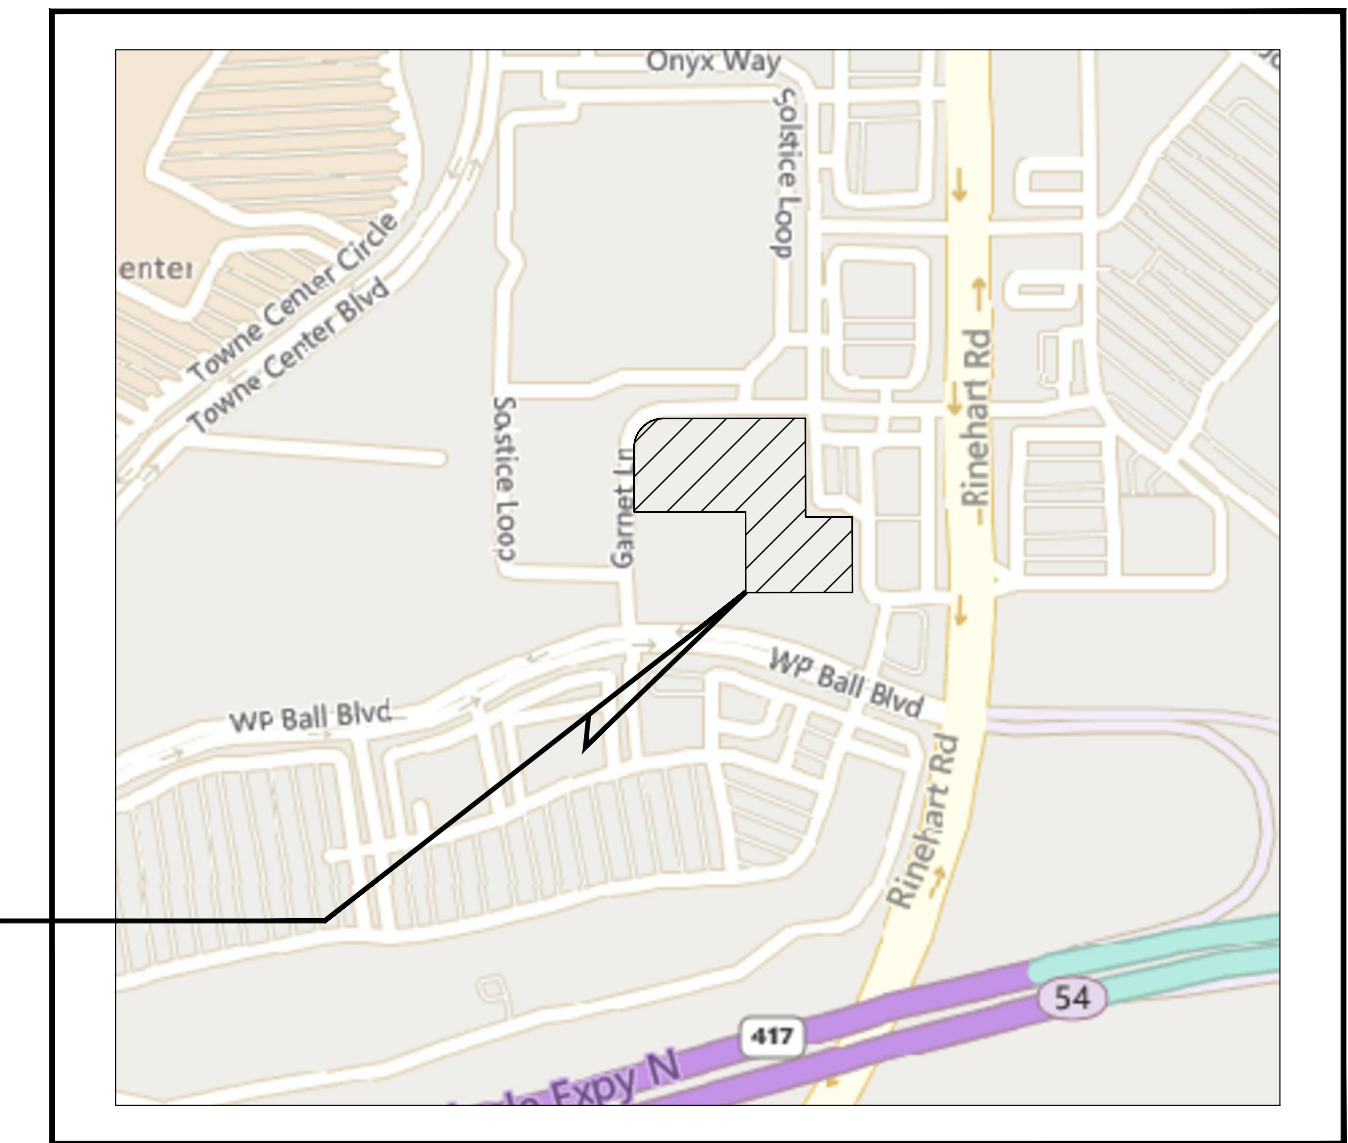 Onyx Way
Solstice Loop
Towne Center Circle
enter
Towne Center Blvd
Rinehart Rd
Solstice Loop
Garnet Ln
WP Ball Blvd
WP Ball Blvd
Rinehart Rd
54
417
Expy N